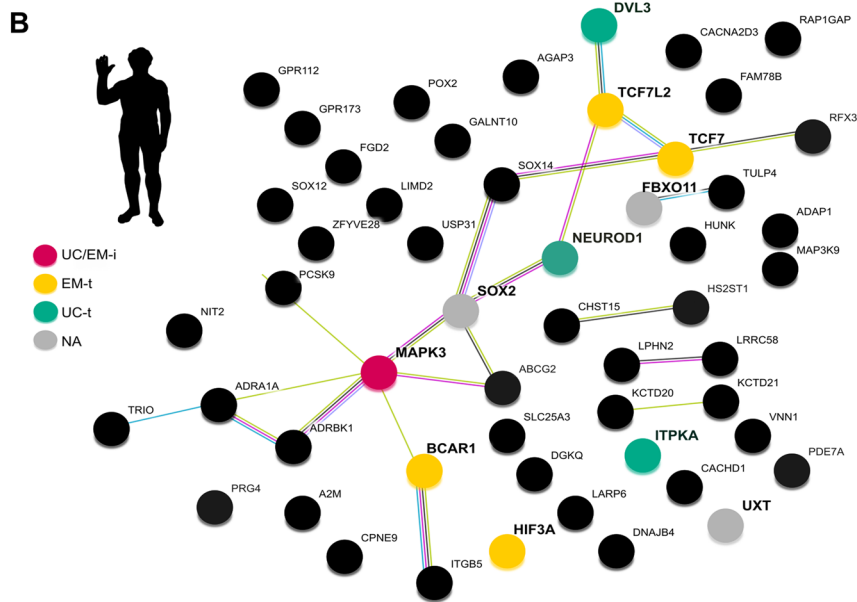 B
DVL3
RAP1GAP
CACNA2D3
AGAP3
GPR112
POX2
TCF7L2
FAM78B
GPR173
GALNT10
TCF7
RFX3
FGD2
SOX14
FBXO11
TULP4
SOX12
LIMD2
ZFYVE28
USP31
NEUROD1
HUNK
ADAP1
UC/EM-i
MAP3K9
PCSK9
EM-t
SOX2
HS2ST1
UC-t
CHST15
NIT2
NA
MAPK3
LPHN2
LRRC58
ABCG2
ADRA1A
KCTD20
KCTD21
TRIO
ADRBK1
SLC25A3
VNN1
BCAR1
ITPKA
DGKQ
PDE7A
CACHD1
PRG4
A2M
LARP6
UXT
HIF3A
CPNE9
DNAJB4
ITGB5